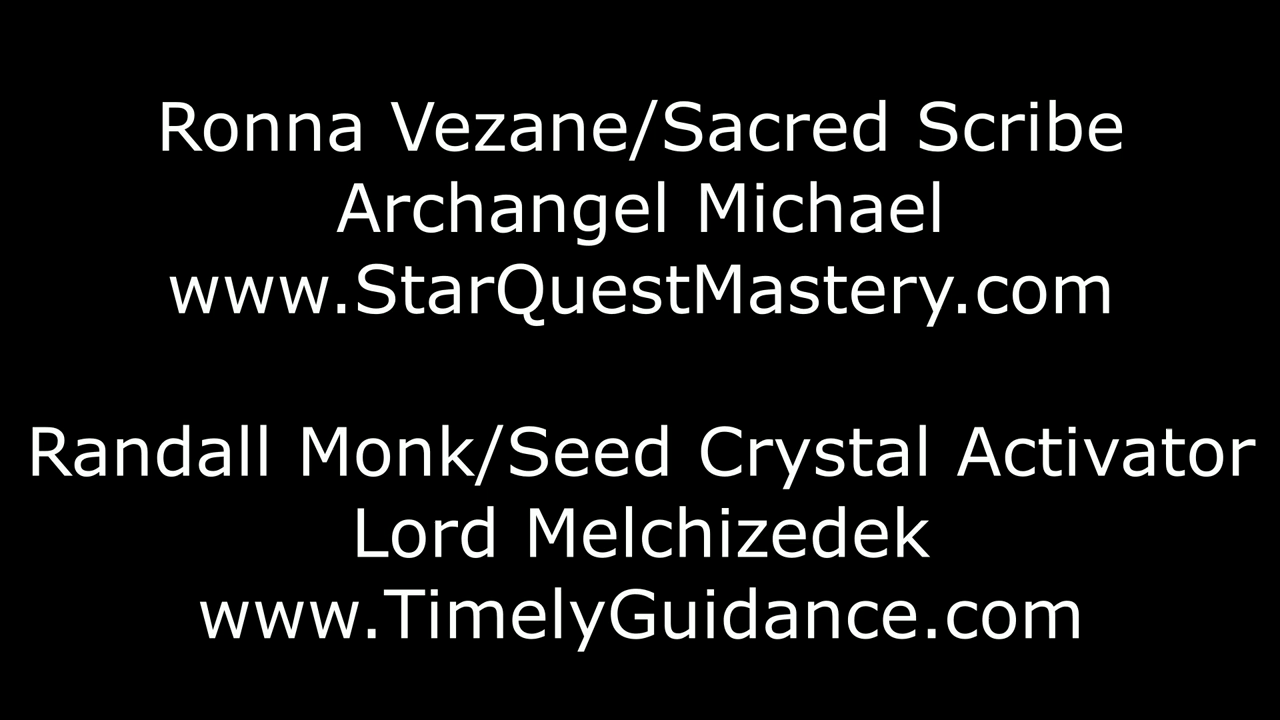 Ronna Vezane/Sacred Scribe
Archangel Michael
www.StarQuestMastery.com
Randall Monk/Seed Crystal Activator
Lord Melchizedek
www.TimelyGuidance.com